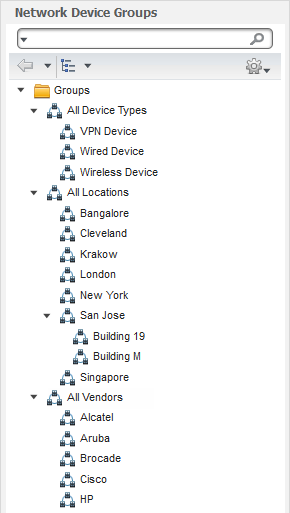 Network Device Groups
Groups
All Device Types
VPN Device
Wired Device
Wireless Device
All Locations
Bangalore
Cleveland
Krakow
London
New York
San Jose
Building 19
Building M
Singapore
All Vendors
Alcatel
Aruba
Brocade
Cisco
HP